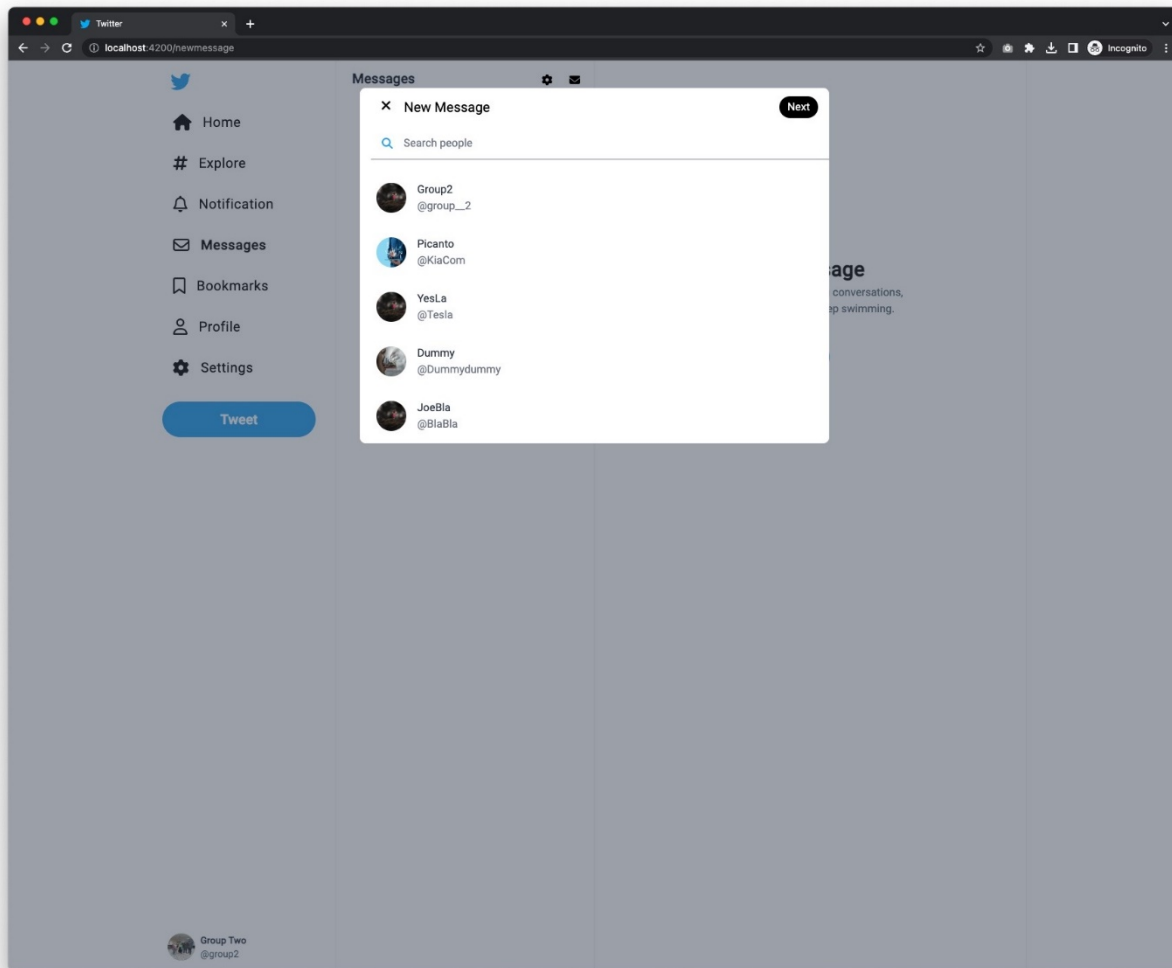 Twitter
localhost:4200/newmessage
Incognito
Messages
Home
Explore
Notification
Messages
Bookmarks
Profile
Settings
Tweet
New Message
Next
Search people
Group2
@group__2
Picanto
@KiaCom
YesLa
@Tesla
Dummy
@Dummydummy
JoeBla
@BlaBla
sage
conversations,
ep swimming.
Group Two
@group2